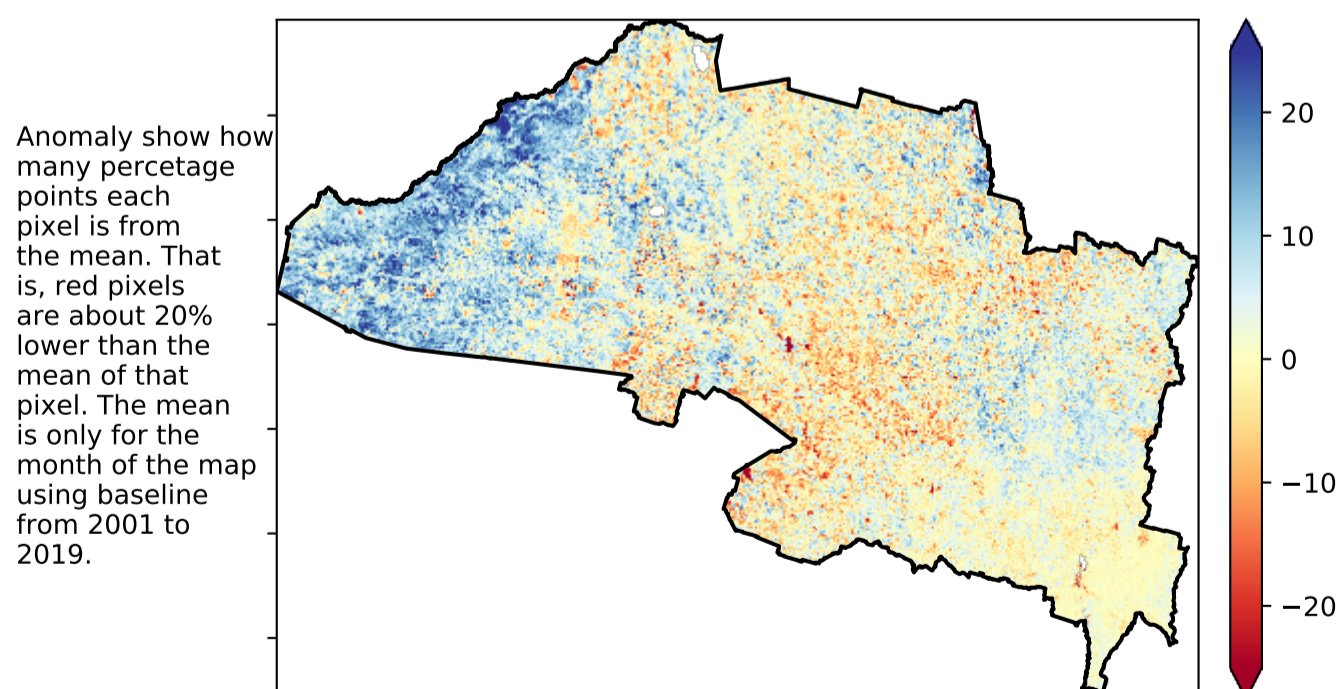 Anomaly show how
many percetage
points each
pixel is from
the mean. That
is, red pixels
are about 20%
lower than the
mean of that
pixel. The mean
is only for the
month of the map
using baseline
from 2001 to
2019.
20
10
0
−10
−20